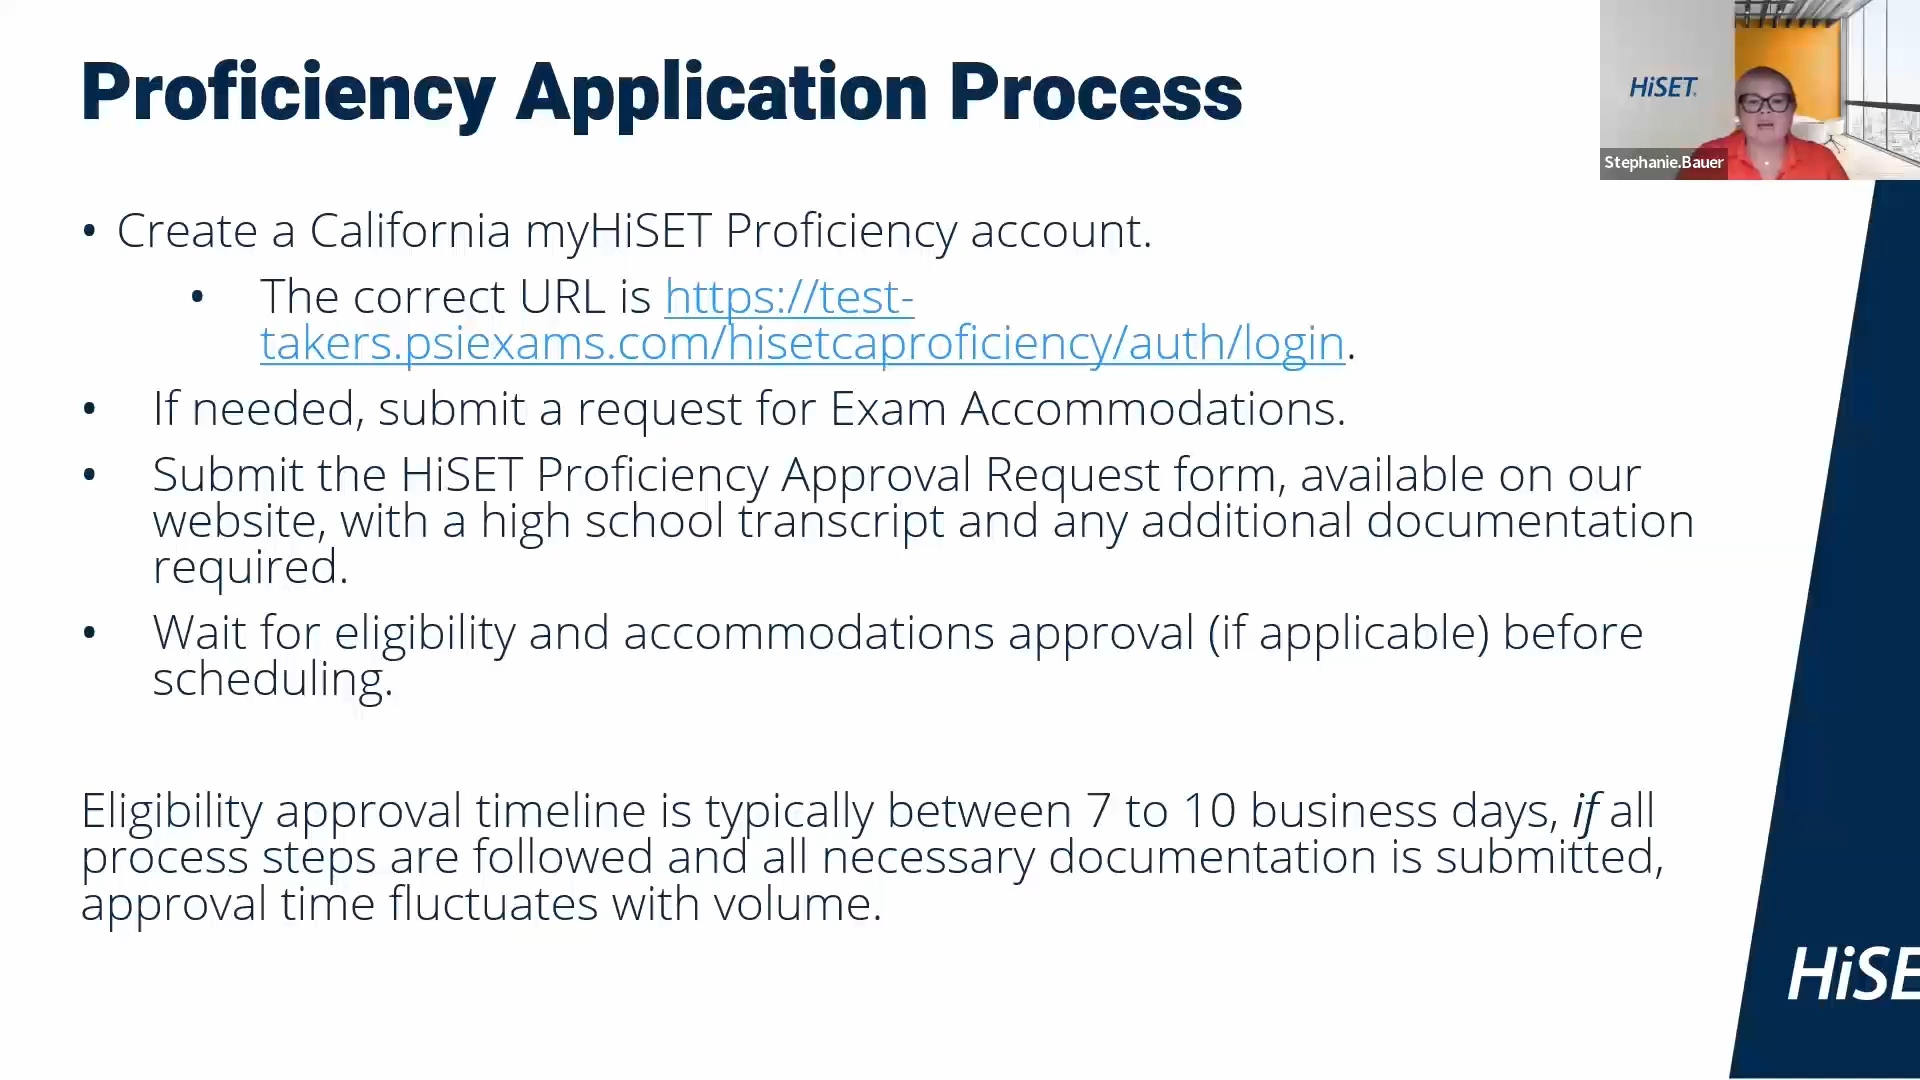 Proficiency Application Process
HiSET
Stephanie.Bauer
• Create a California myHiSET Proficiency account.
• The correct URL is https://test-
takers.psiexams.com/hisetcaproficiency/auth/login.
• If needed, submit a request for Exam Accommodations.
• Submit the HiSET Proficiency Approval Request form, available on our
website, with a high school transcript and any additional documentation
required.
• Wait for eligibility and accommodations approval (if applicable) before
scheduling.
Eligibility approval timeline is typically between 7 to 10 business days, if all
process steps are followed and all necessary documentation is submitted,
approval time fluctuates with volume.
HiSE